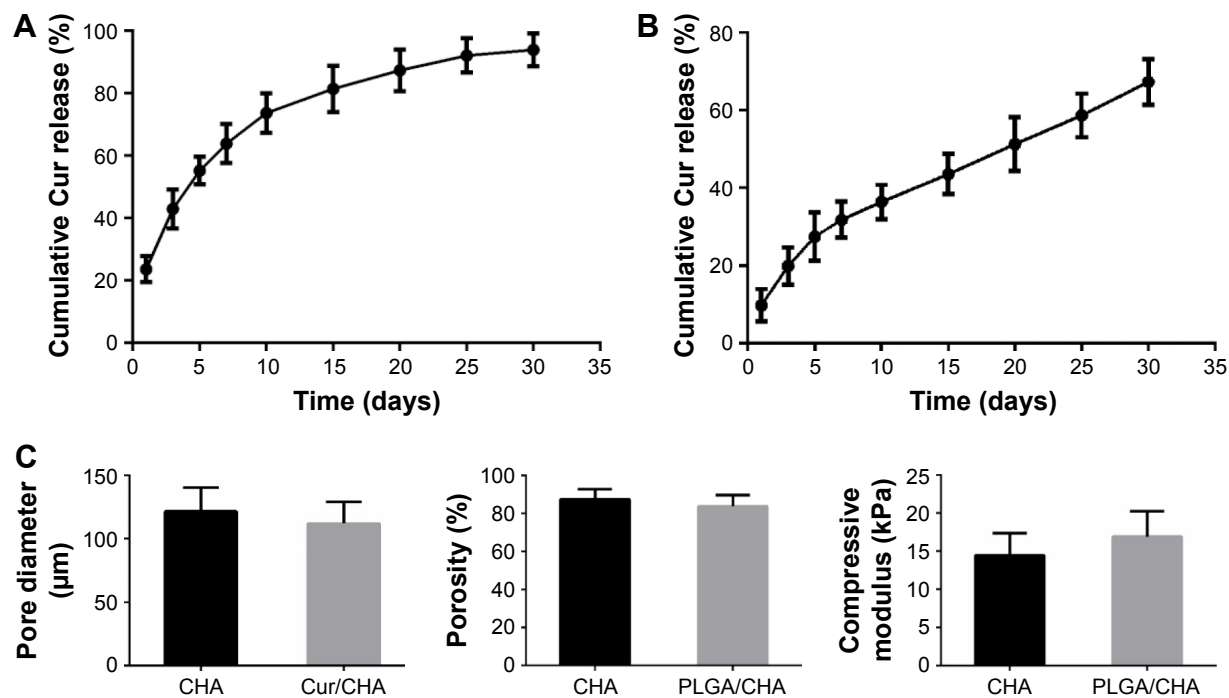 A
Cumulative Cur release (%)
100
80
60
40
20
0
0 5 10 15 20 25 30 35
Time (days)
B
Cumulative Cur release (%)
80
60
40
20
0
0 5 10 15 20 25 30 35
Time (days)
C
Pore diameter
(µm)
150
100
50
0
CHA Cur/CHA
Porosity (%)
100
80
60
40
20
0
CHA PLGA/CHA
Compressive
modulus (kPa)
25
20
15
10
5
0
CHA PLGA/CHA